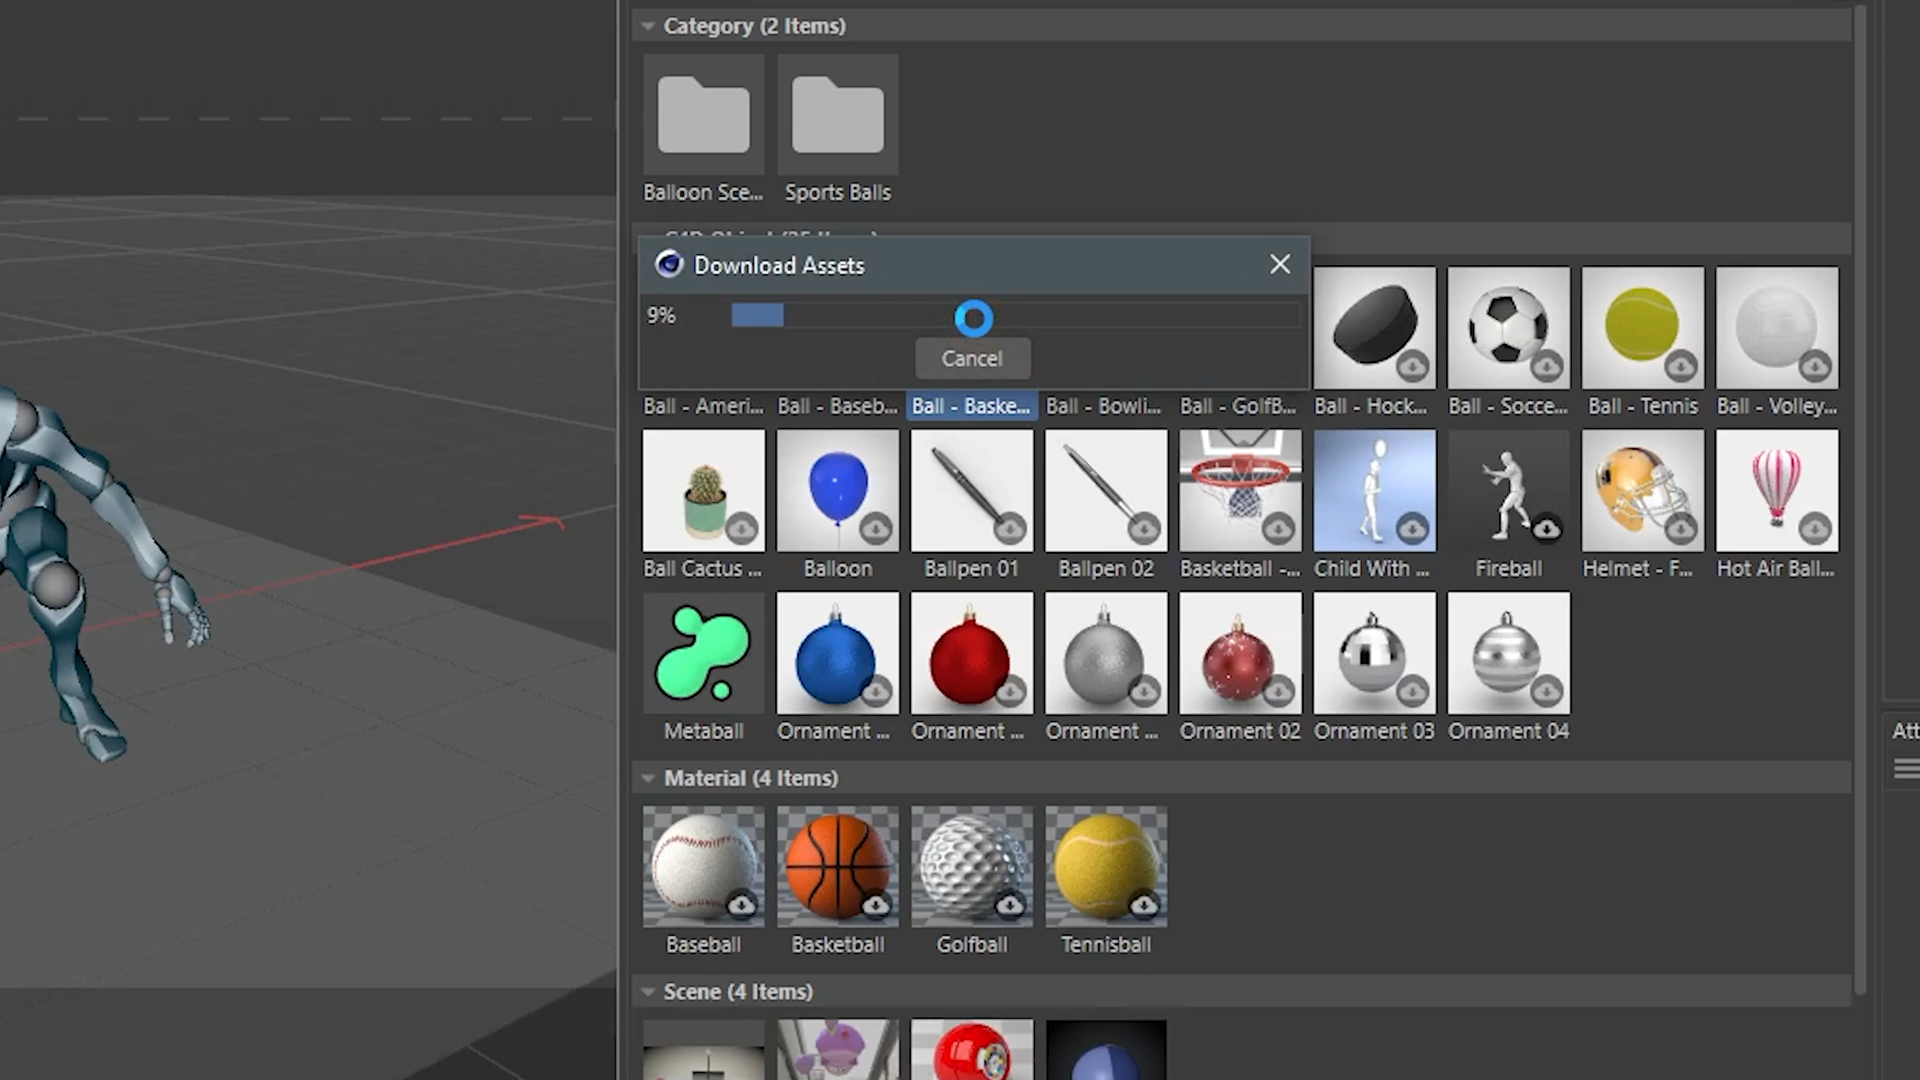 Category (2 Items)
Balloon Sce... Sports Balls
Download Assets
9%
Cancel
Ball - Ameri... Ball - Baseb... Ball - Baske... Ball - Bowli... Ball - GolfB... Ball - Hock... Ball - Socce... Ball - Tennis Ball - Volley...
Ball Cactus ... Balloon Ballpen 01 Ballpen 02 Basketball -... Child With ... Fireball Helmet - F... Hot Air Ball...
Metaball Ornament ... Ornament ... Ornament ... Ornament 02 Ornament 03 Ornament 04
Att
Material (4 Items)
Baseball Basketball Golfball Tennisball
Scene (4 Items)